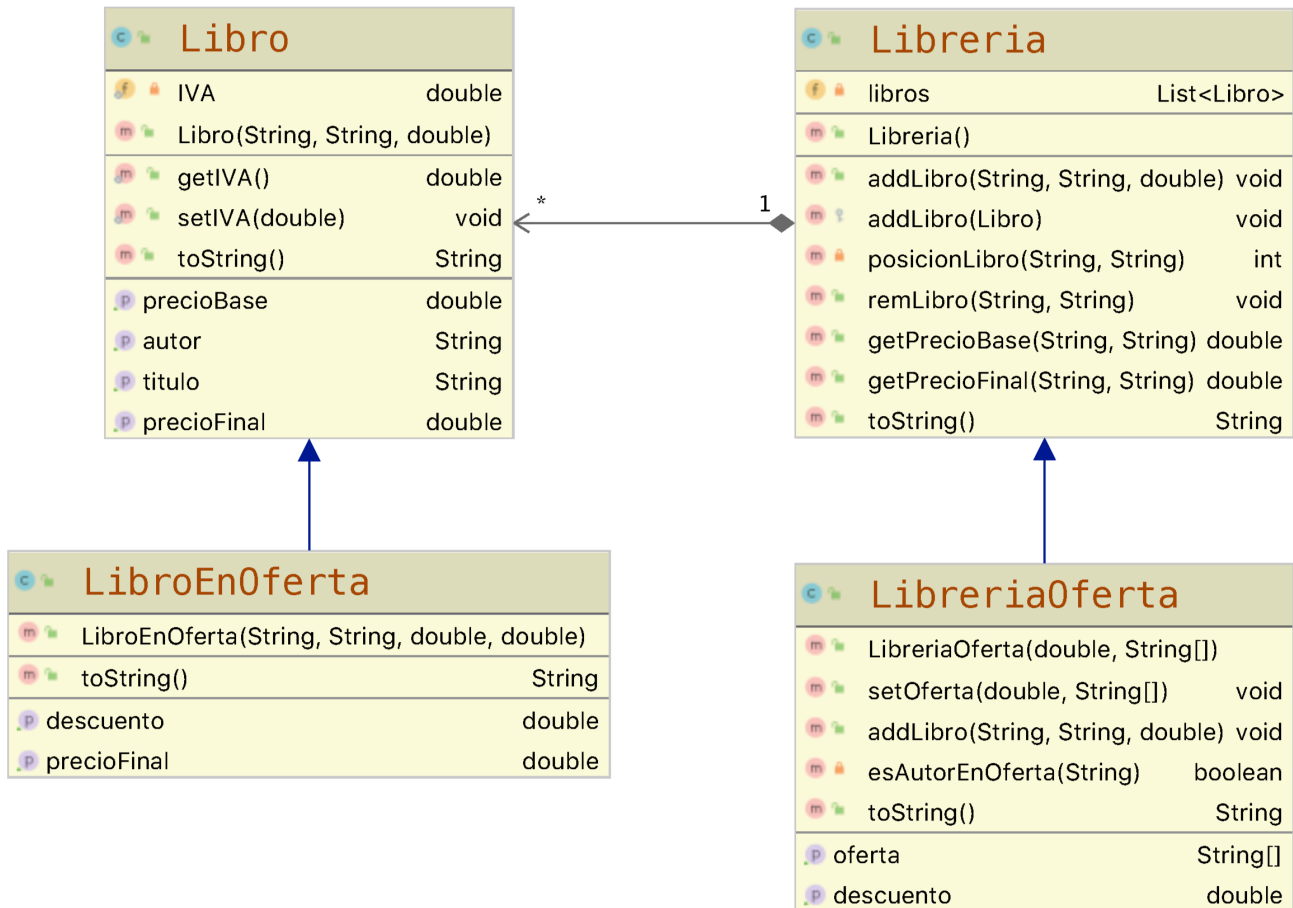 Libro
IVA double
Libro(String, String, double)
getIVA() double
setIVA(double) void
toString() String
precioBase double
autor String
titulo String
precioFinal double
* 1
Libreria
libros List<Libro>
Libreria()
addLibro(String, String, double) void
addLibro(Libro) void
posicionLibro(String, String) int
remLibro(String, String) void
getPrecioBase(String, String) double
getPrecioFinal(String, String) double
toString() String
LibroEnOferta
LibroEnOferta(String, String, double, double)
toString() String
descuento double
precioFinal double
LibreriaOferta
LibreriaOferta(double, String[])
setOferta(double, String[]) void
addLibro(String, String, double) void
esAutorEnOferta(String) boolean
toString() String
oferta String[]
descuento double